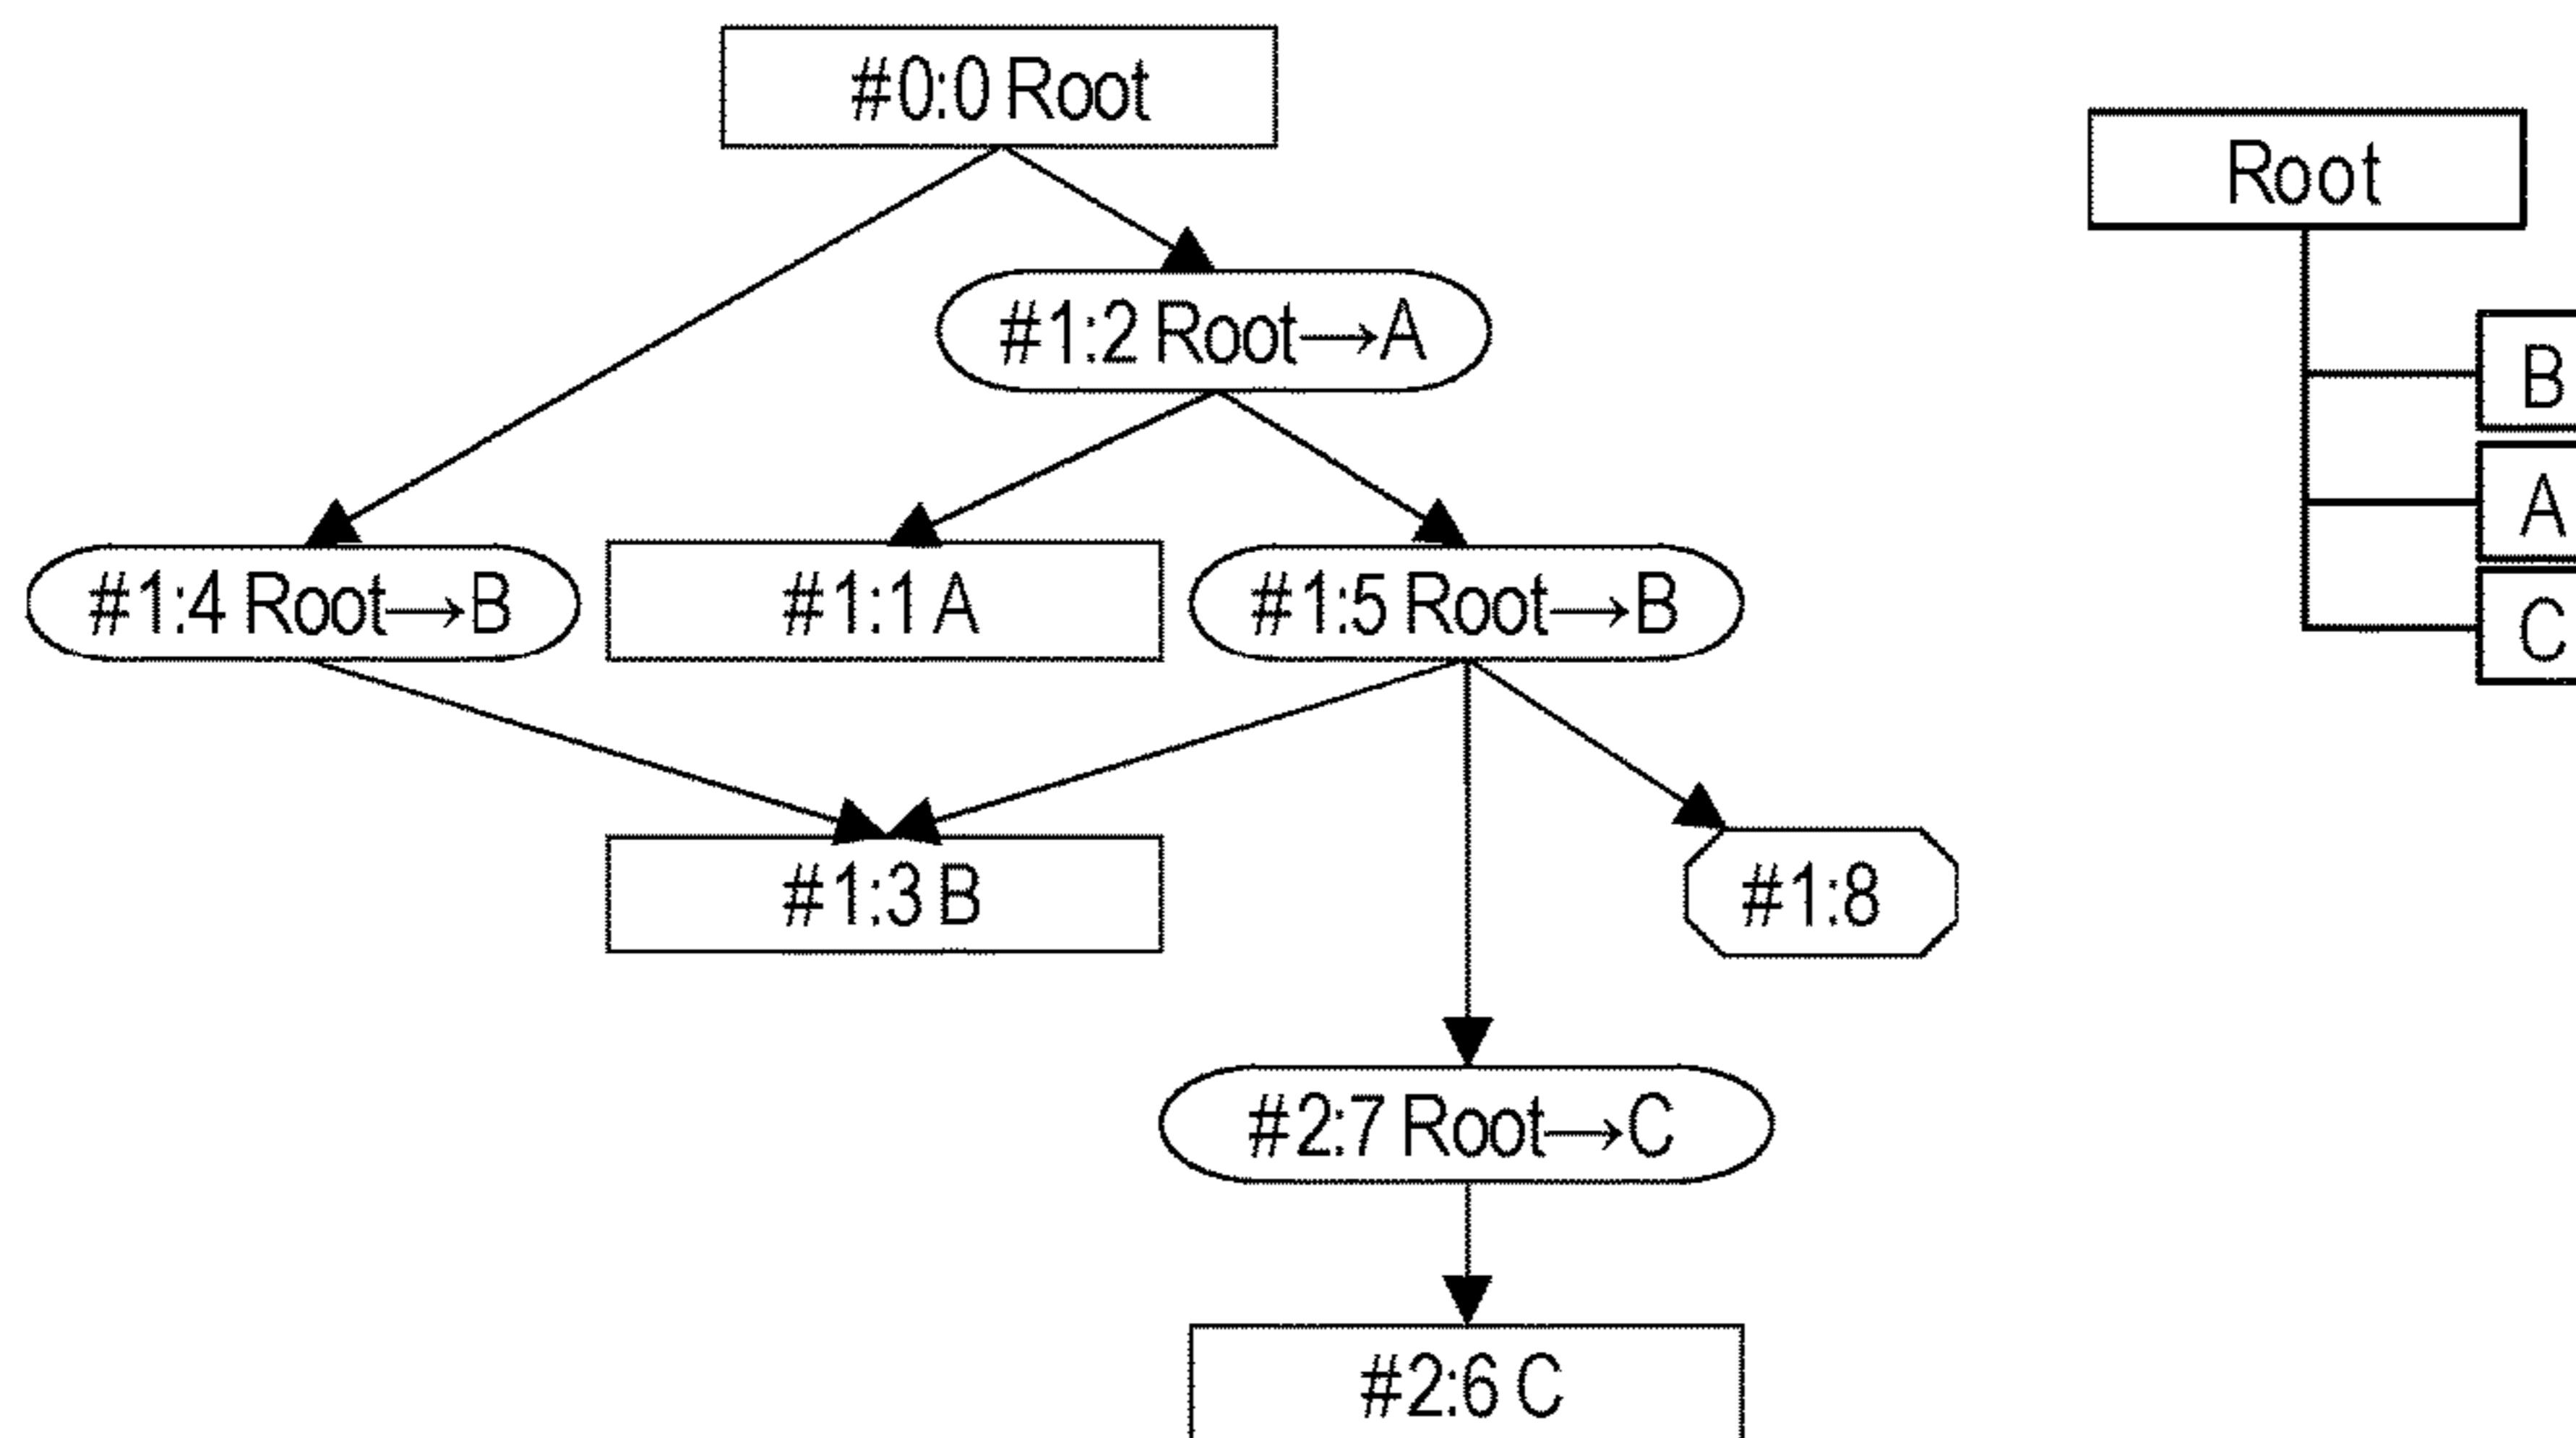 #0:0 Root
#1:2 Root→A
#1:4 Root→B
#1:1 A
#1:5 Root→B
#1:3 B
#1:8
#2:7 Root→C
#2:6 C
Root
B
A
C